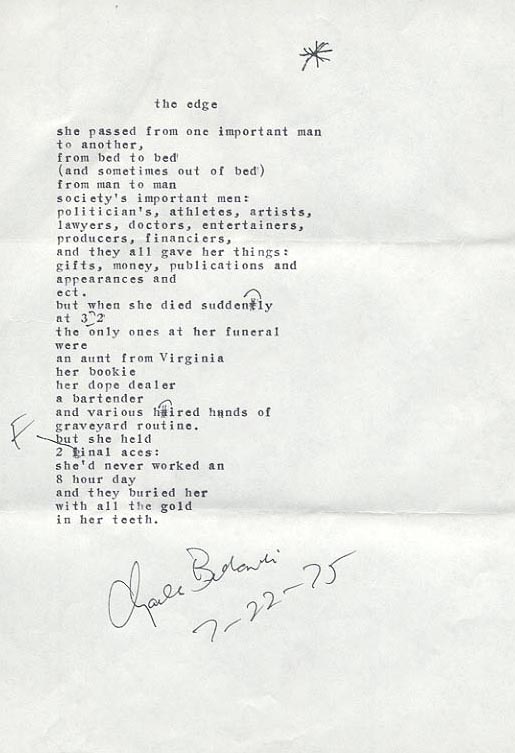 *
the edge
she passed from one important man
to another,
from bed to bed
(and sometimes out of bed)
from man to man
society's important men:
politician's, athletes, artists,
lawyers, doctors, entertainers,
producers, financiers,
and they all gave her things:
gifts, money, publications and
appearances and
ect.
but when she died suddenly
at 32
the only ones at her funeral
were
an aunt from Virginia
her bookie
her dope dealer
a bartender
and various hired hands of
graveyard routine.
F but she held
2 hinal aces:
she'd never worked an
8 hour day
and they buried her
with all the gold
in her teeth.
Charles Bukowski
7-22-75